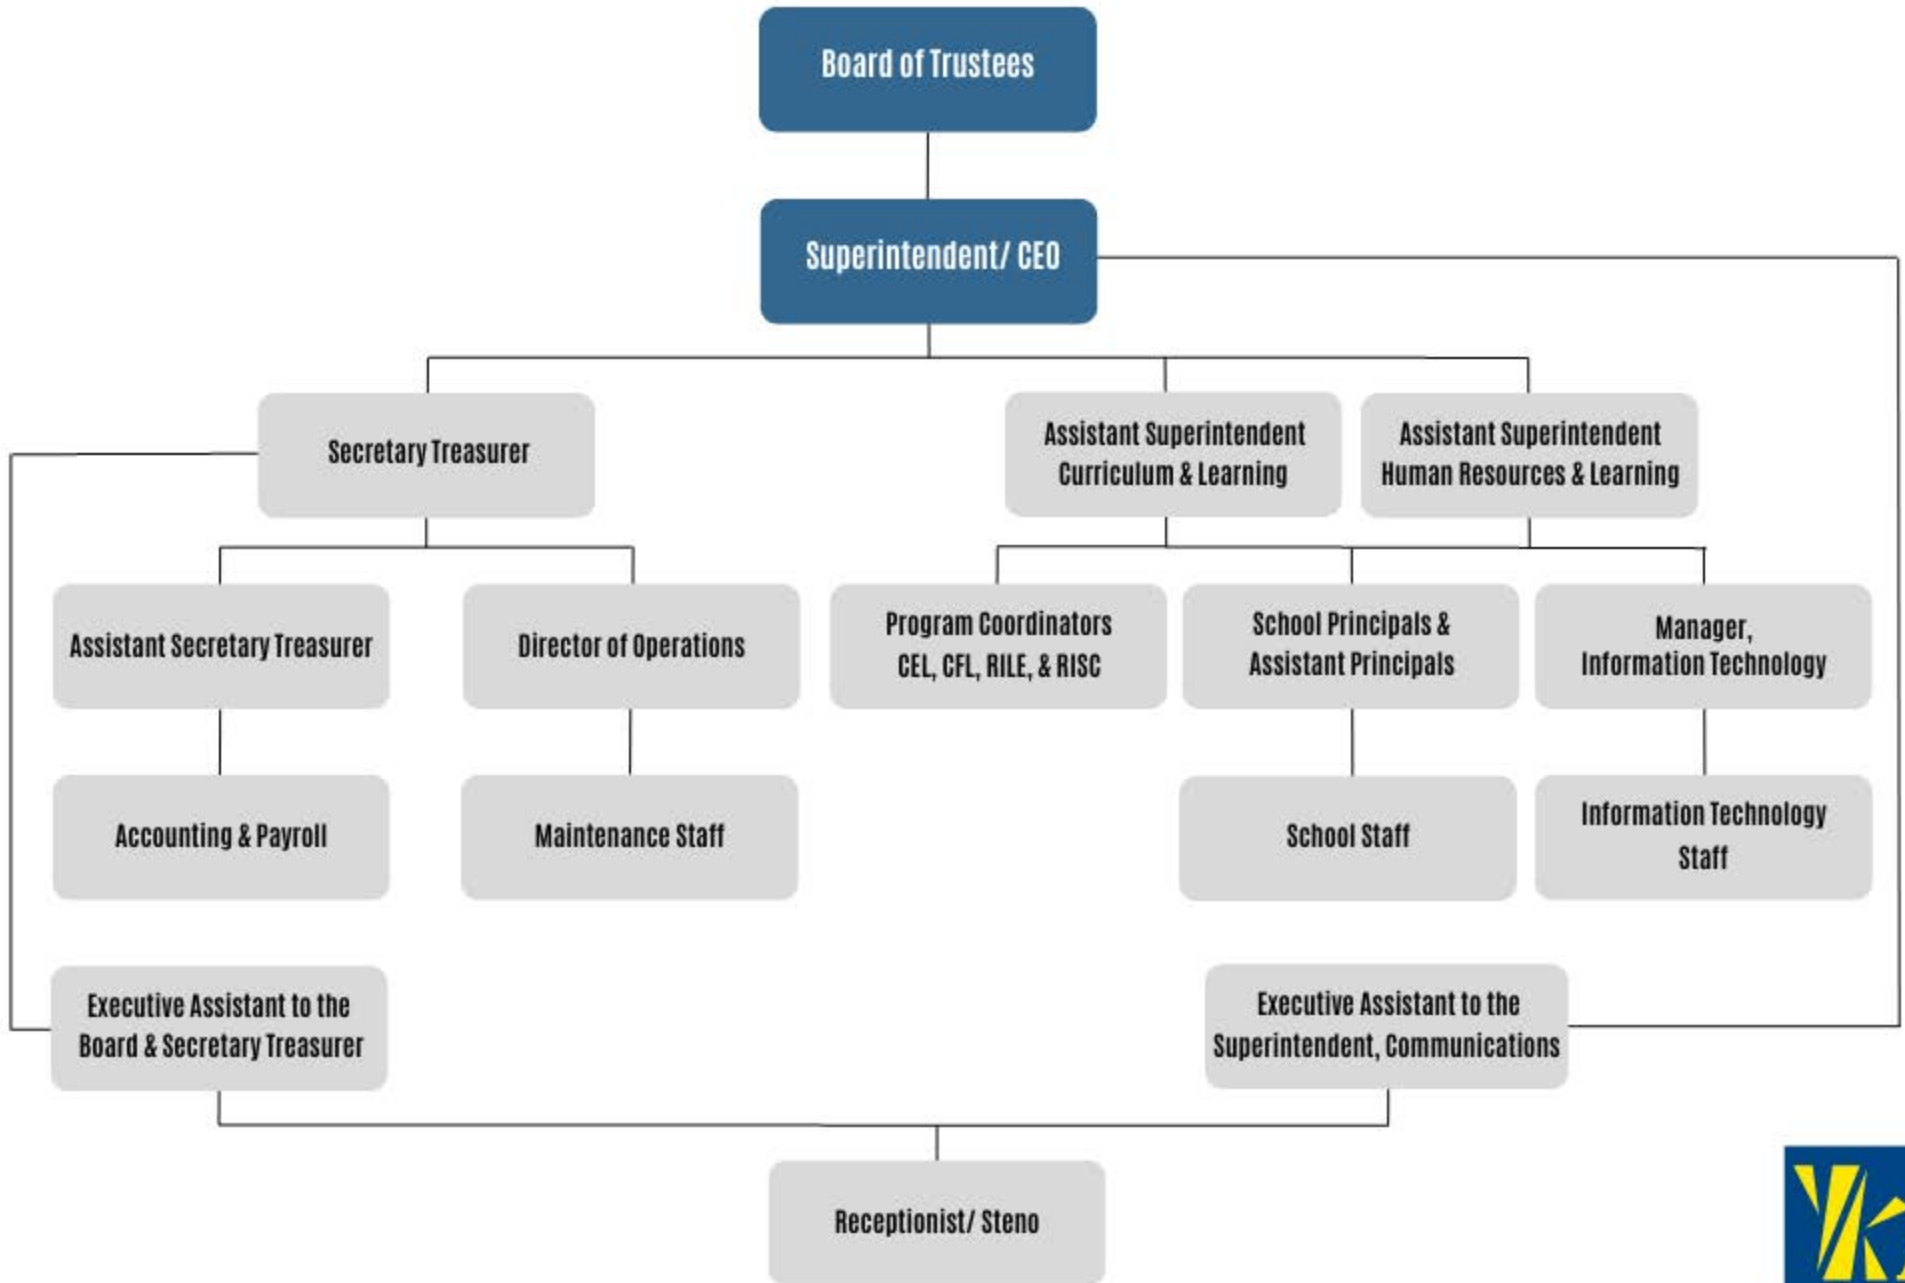 Board of Trustees
Superintendent/ CEO
Secretary Treasurer
Assistant Superintendent
Curriculum & Learning
Assistant Superintendent
Human Resources & Learning
Assistant Secretary Treasurer
Director of Operations
Program Coordinators
CEL, CFL, RILE, & RISC
School Principals &
Assistant Principals
Manager,
Information Technology
Accounting & Payroll
Maintenance Staff
School Staff
Information Technology
Staff
Executive Assistant to the
Board & Secretary Treasurer
Executive Assistant to the
Superintendent, Communications
Receptionist/ Steno